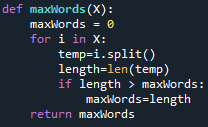 def maxWords(X):
    maxWords = 0
    for i in X:
        temp=i.split()
        length=len(temp)
        if length > maxWords:
            maxWords=length
    return maxWords